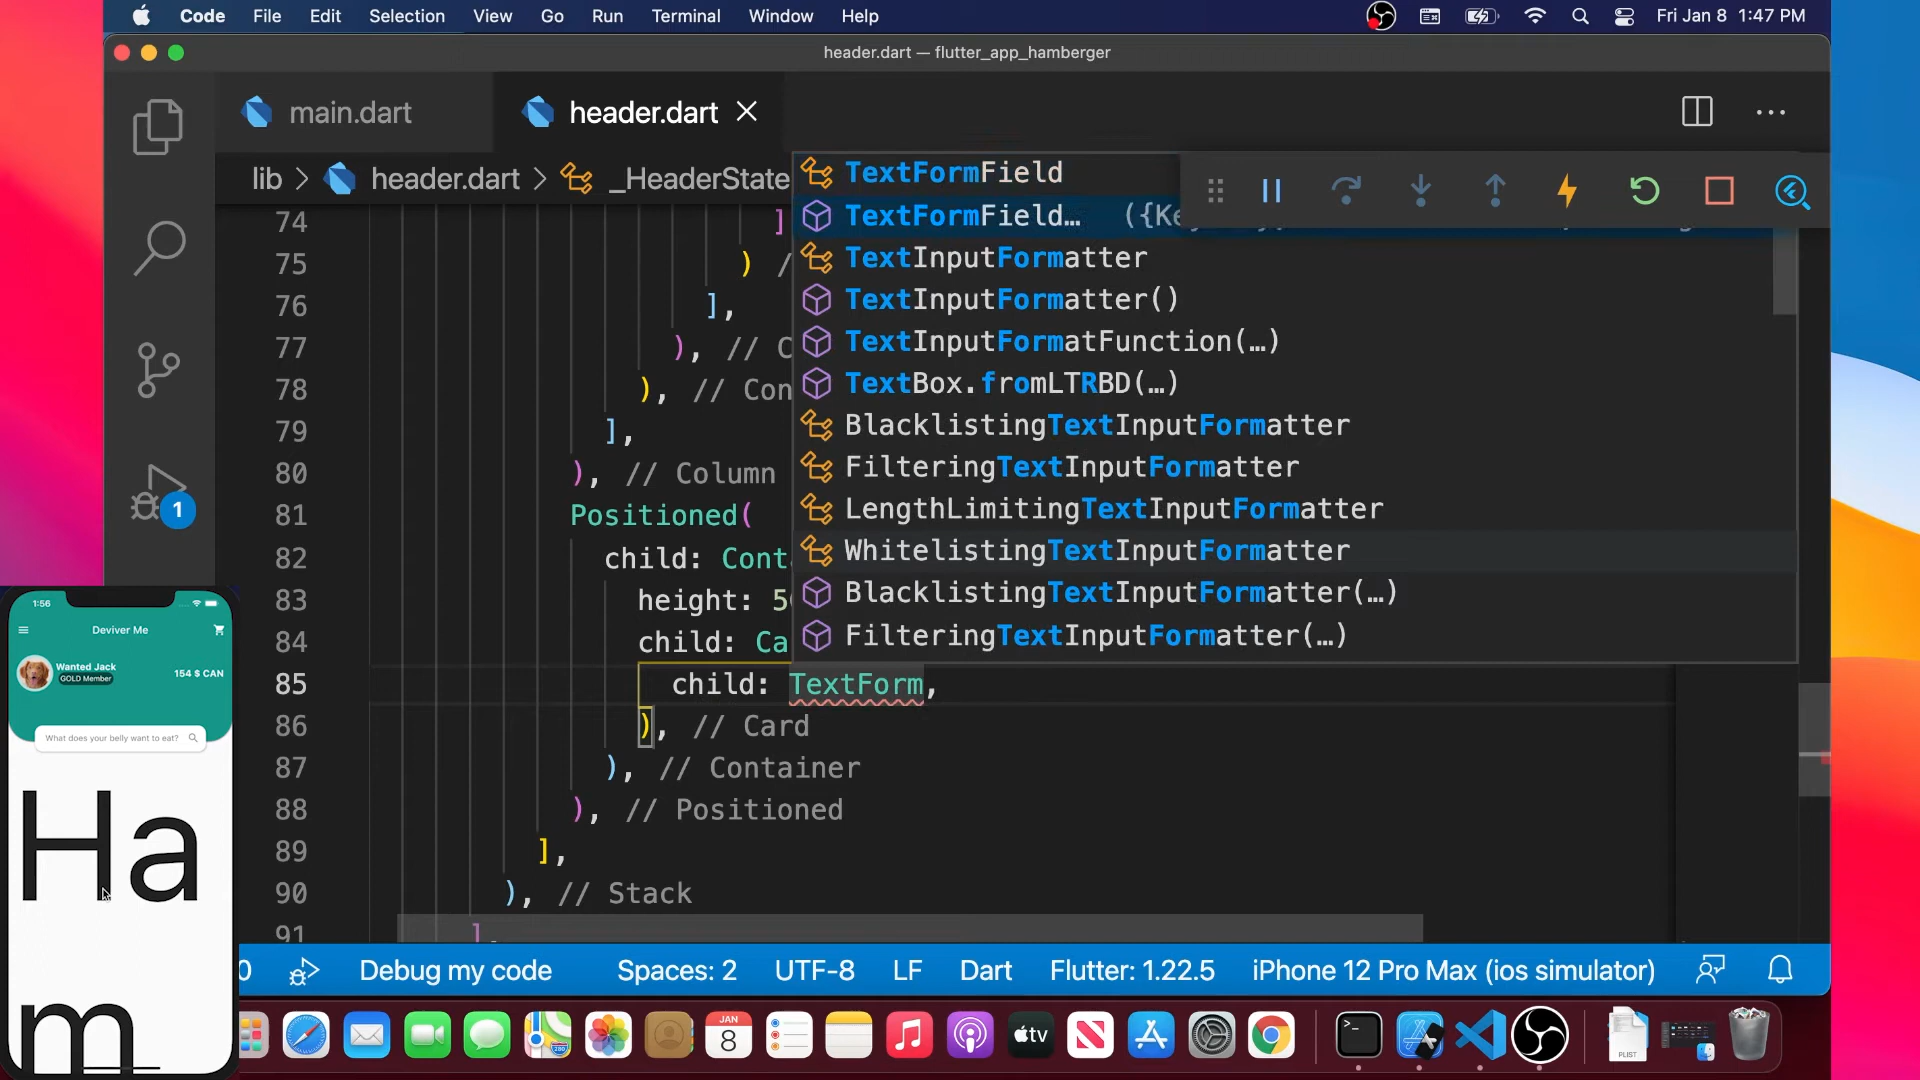 Code File Edit Selection View Go Run Terminal Window Help Fri Jan 8 1:47 PM
header.dart — flutter_app_hamberger
main.dart header.dart
lib > header.dart > _HeaderState
TextFormField
TextFormField… ({Ke
TextInputFormatter
TextInputFormatter()
TextInputFormatFunction(…)
TextBox.fromLTRBD(…)
BlacklistingTextInputFormatter
FilteringTextInputFormatter
LengthLimitingTextInputFormatter
WhitelistingTextInputFormatter
BlacklistingTextInputFormatter(…)
FilteringTextInputFormatter(…)
74 ]
75 ) /
76 ],
77 ), // C
78 ), // Con
79 ],
80 ), // Column
81 Positioned(
82 child: Cont
83 height: 5
84 child: Ca
85 child: TextForm,
86 ), // Card
87 ), // Container
88 ), // Positioned
89 ],
90 ), // Stack
91 ],
1
1:56
Deviver Me
Wanted Jack
GOLD Member
154 $ CAN
What does your belly want to eat?
Ha
m
0 Debug my code Spaces: 2 UTF-8 LF Dart Flutter: 1.22.5 iPhone 12 Pro Max (ios simulator)
JAN
8
tv
PLIST